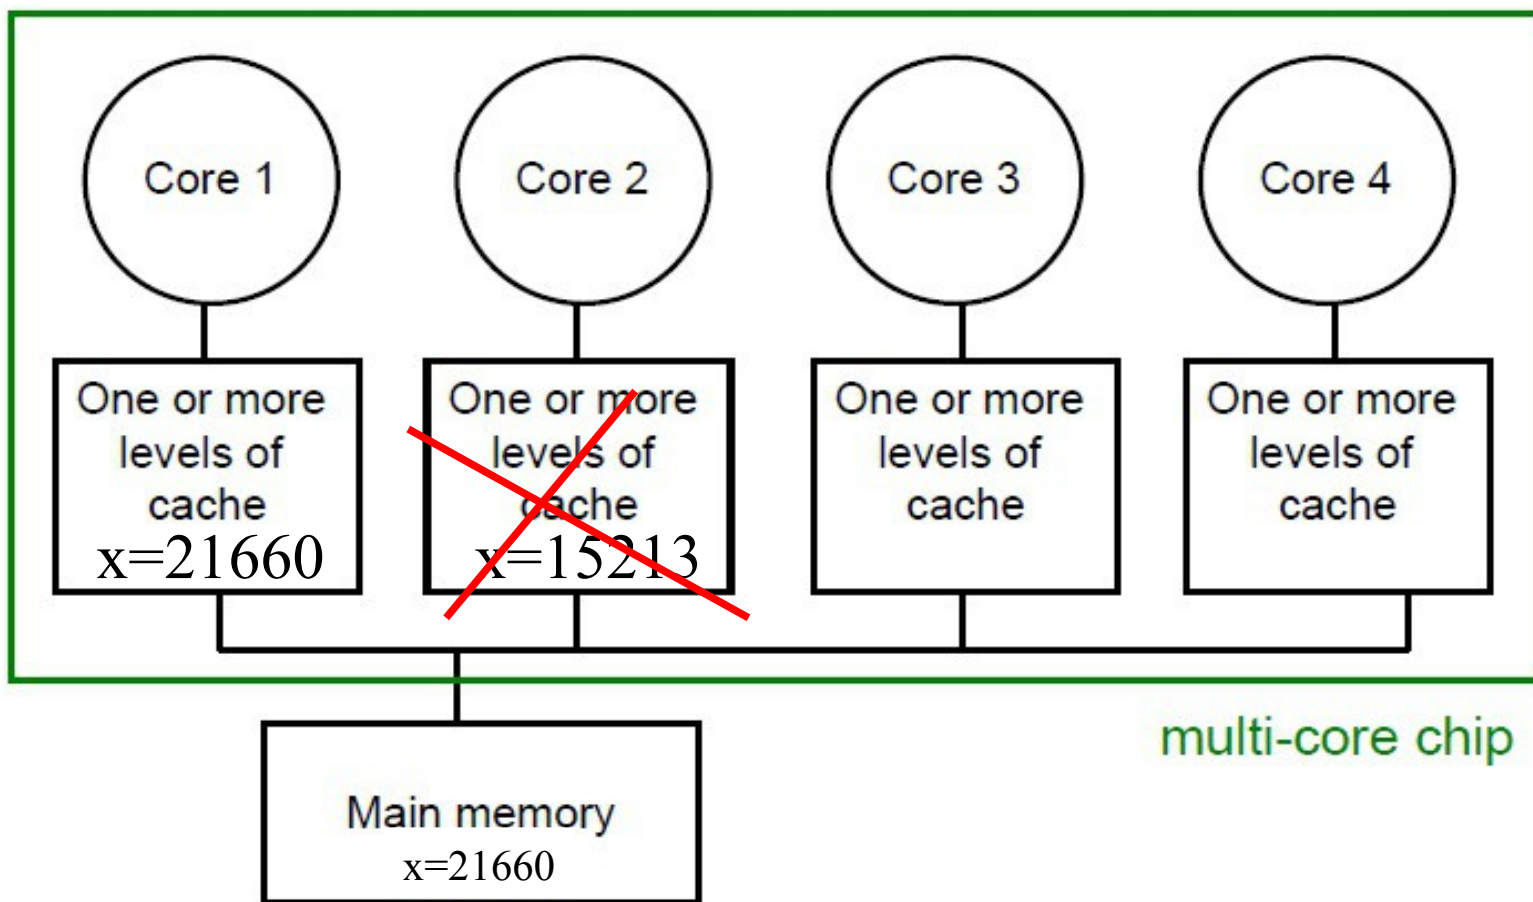 Core 1
Core 2
Core 3
Core 4
One or more
levels of
cache
x=21660
One or more
levels of
cache
x=15213
One or more
levels of
cache
One or more
levels of
cache
multi-core chip
Main memory
x=21660